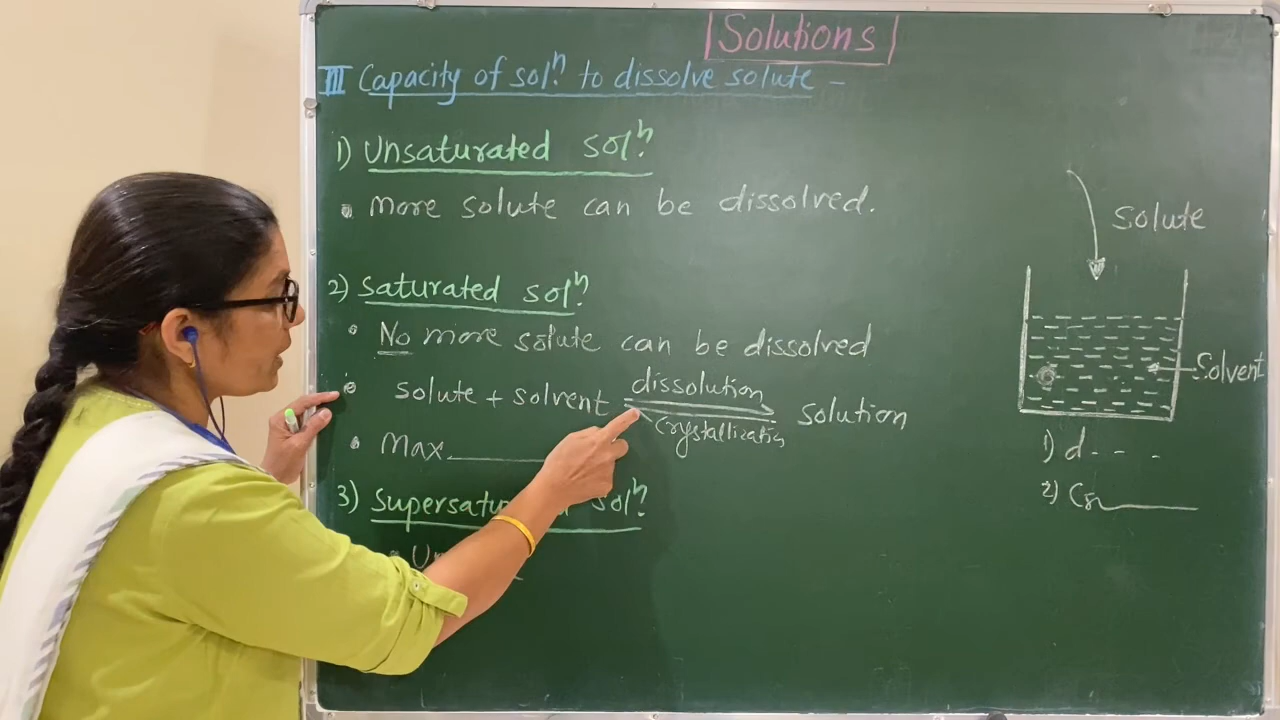 Solutions
III Capacity of solⁿ. to dissolve solute -
1) Unsaturated solⁿ.
• more solute can be dissolved.
2) Saturated solⁿ.
• No more solute can be dissolved
• solute + solvent dissolution solution
crystallization
• Max.
3) solⁿ.
Solute
Solvent
1) d - - -
2) Cr